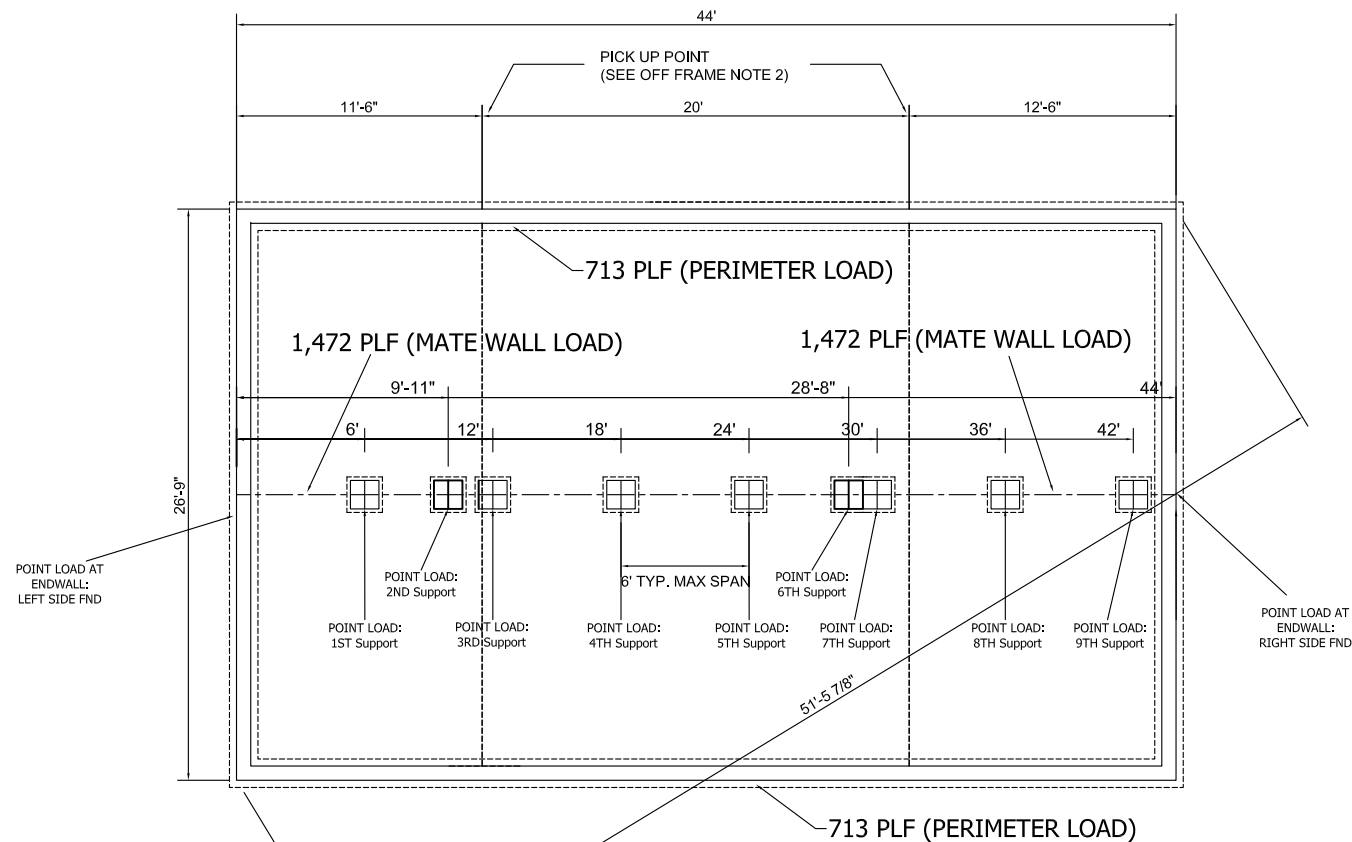 44'
PICK UP POINT
(SEE OFF FRAME NOTE 2)
11'-6"
20'
12'-6"
713 PLF (PERIMETER LOAD)
1,472 PLF (MATE WALL LOAD)
1,472 PLF (MATE WALL LOAD)
9'-11"
28'-8"
44'
6'
12'
18'
24'
30'
36'
42'
26'-9"
POINT LOAD AT
ENDWALL:
LEFT SIDE FND
POINT LOAD:
2ND Support
6' TYP. MAX SPAN
POINT LOAD:
6TH Support
POINT LOAD:
1ST Support
POINT LOAD:
3RD Support
POINT LOAD:
4TH Support
POINT LOAD:
5TH Support
POINT LOAD:
7TH Support
POINT LOAD:
8TH Support
POINT LOAD:
9TH Support
POINT LOAD AT
ENDWALL:
RIGHT SIDE FND
51'-5 7/8"
713 PLF (PERIMETER LOAD)